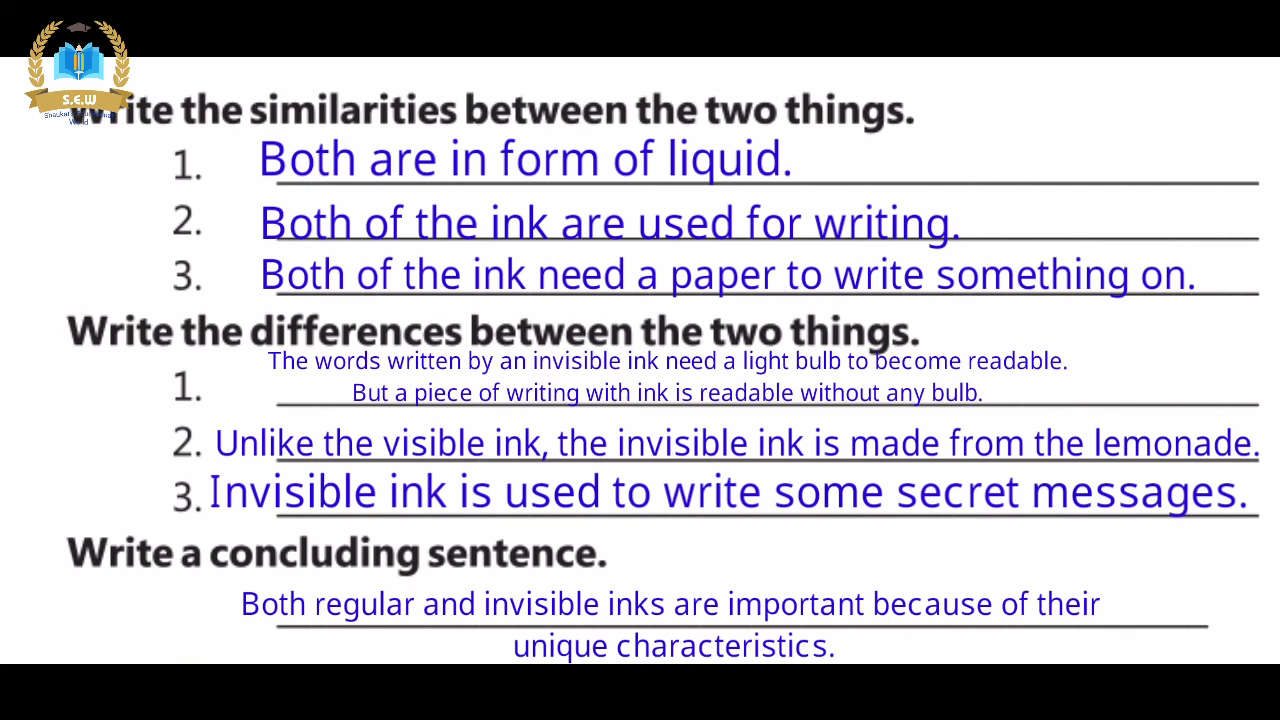 S.E.W
World
Write the similarities between the two things.
1. Both are in form of liquid.
2. Both of the ink are used for writing.
3. Both of the ink need a paper to write something on.
Write the differences between the two things.
The words written by an invisible ink need a light bulb to become readable.
1. But a piece of writing with ink is readable without any bulb.
2. Unlike the visible ink, the invisible ink is made from the lemonade.
3. Invisible ink is used to write some secret messages.
Write a concluding sentence.
Both regular and invisible inks are important because of their
unique characteristics.